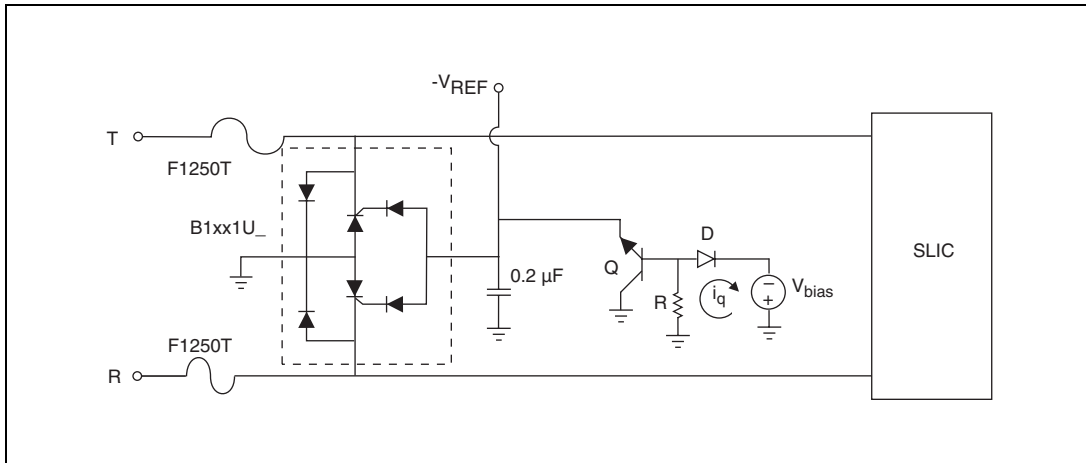 -VREF
T
F1250T
B1xx1U_
0.2 µF
Q
D
R
iq
− +
Vbias
SLIC
F1250T
R